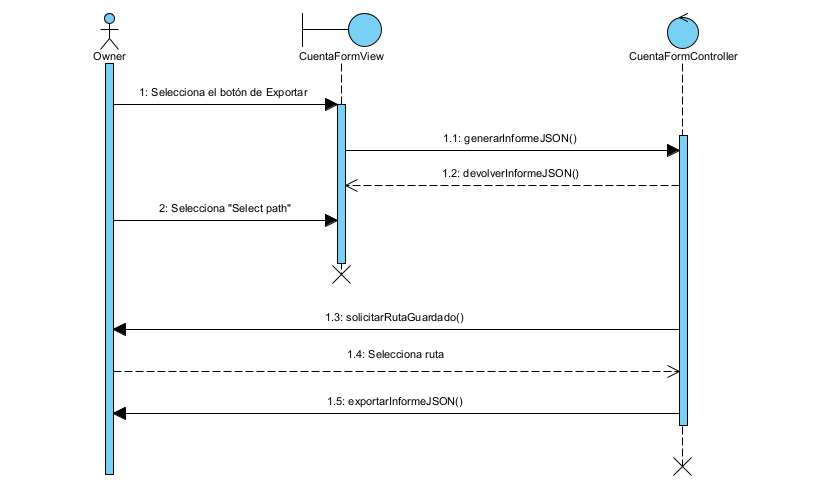 Owner
CuentaFormView
CuentaFormController
1: Selecciona el botón de Exportar
1.1: generarInformeJSON()
1.2: devolverInformeJSON()
2: Selecciona "Select path"
1.3: solicitarRutaGuardado()
1.4: Selecciona ruta
1.5: exportarInformeJSON()